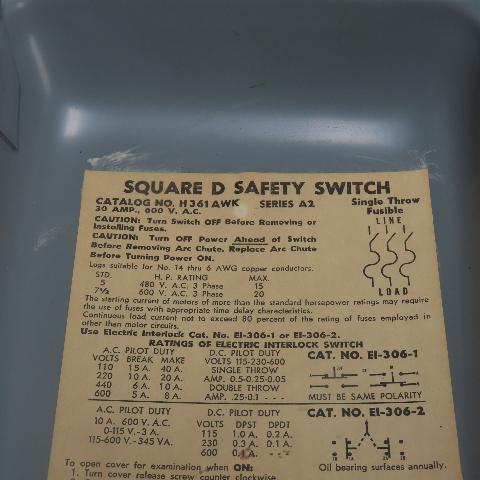 SQUARE D SAFETY SWITCH
CATALOG NO. H361AWK SERIES A2
30 AMP., 600 V. A.C.
Single Throw
Fusible
LINE
LOAD
CAUTION: Turn Switch OFF Before Removing or
Installing Fuses.
CAUTION: Turn OFF Power Ahead of Switch
Before Removing Arc Chute. Replace Arc Chute
Before Turning Power ON.
Lugs suitable for No. 14 thru 6 AWG copper conductors.
STD. H.P. RATING MAX.
5 480 V. A.C. 3 Phase 15
7½ 600 V. A.C. 3 Phase 20
The starting current of motors of more than the standard horsepower ratings may require
the use of fuses with appropriate time delay characteristics.
Continuous load current not to exceed 80 percent of the rating of fuses employed in
other than motor circuits.
Use Electric Interlock Cat. No. EI-306-1 or EI-306-2.
RATINGS OF ELECTRIC INTERLOCK SWITCH
A.C. PILOT DUTY
VOLTS BREAK MAKE
110 15 A. 40 A.
220 10 A. 20 A.
440 6 A. 10 A.
600 5 A. 8 A.
D.C. PILOT DUTY
VOLTS 115-230-600
SINGLE THROW
AMP. 0.5-0.25-0.05
DOUBLE THROW
AMP. .25-0.1 - - -
CAT. NO. EI-306-1
MUST BE SAME POLARITY
A.C. PILOT DUTY
10 A. 600 V. A.C.
0-115 V.-3 A.
115-600 V.-345 VA.
D.C. PILOT DUTY
VOLTS DPST DPDT
115 1.0 A. 0.2 A.
230 0.3 A. 0.1 A.
600
CAT. NO. EI-306-2
Oil bearing surfaces annually.
To open cover for examination when ON:
1. Turn cover release screw counter clockwise